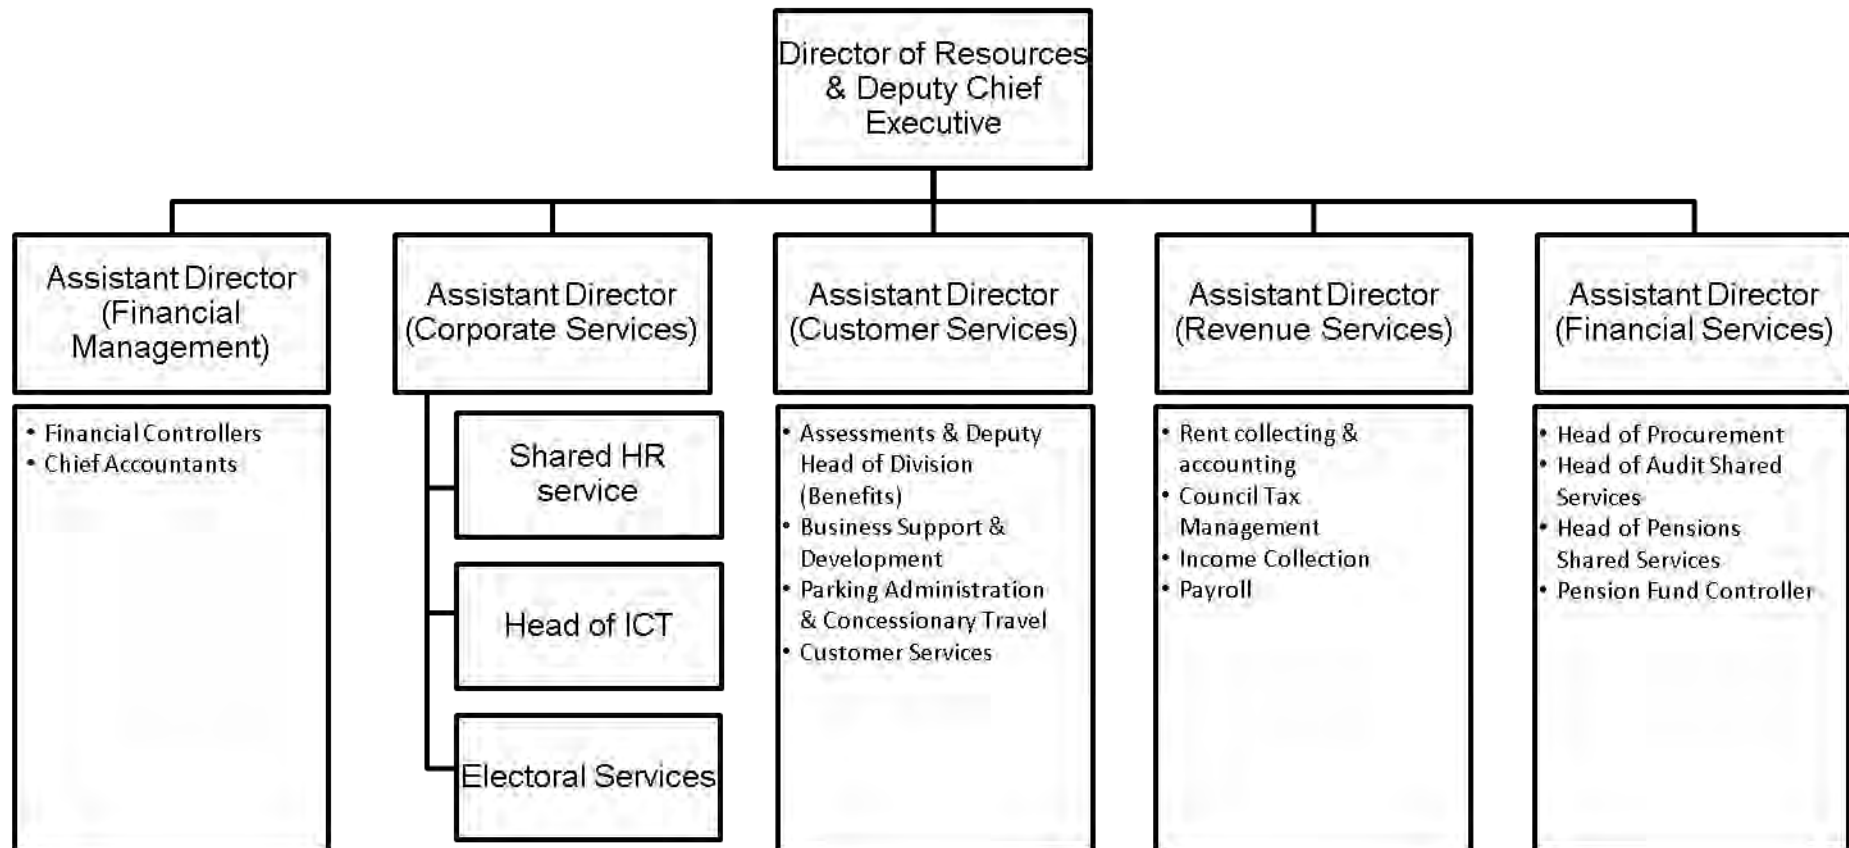 Director of Resources
& Deputy Chief
Executive
Assistant Director
(Financial
Management)
• Financial Controllers
• Chief Accountants
Assistant Director
(Corporate Services)
Shared HR
service
Head of ICT
Electoral Services
Assistant Director
(Customer Services)
• Assessments & Deputy
Head of Division
(Benefits)
• Business Support &
Development
• Parking Administration
& Concessionary Travel
• Customer Services
Assistant Director
(Revenue Services)
• Rent collecting &
accounting
• Council Tax
Management
• Income Collection
• Payroll
Assistant Director
(Financial Services)
• Head of Procurement
• Head of Audit Shared
Services
• Head of Pensions
Shared Services
• Pension Fund Controller